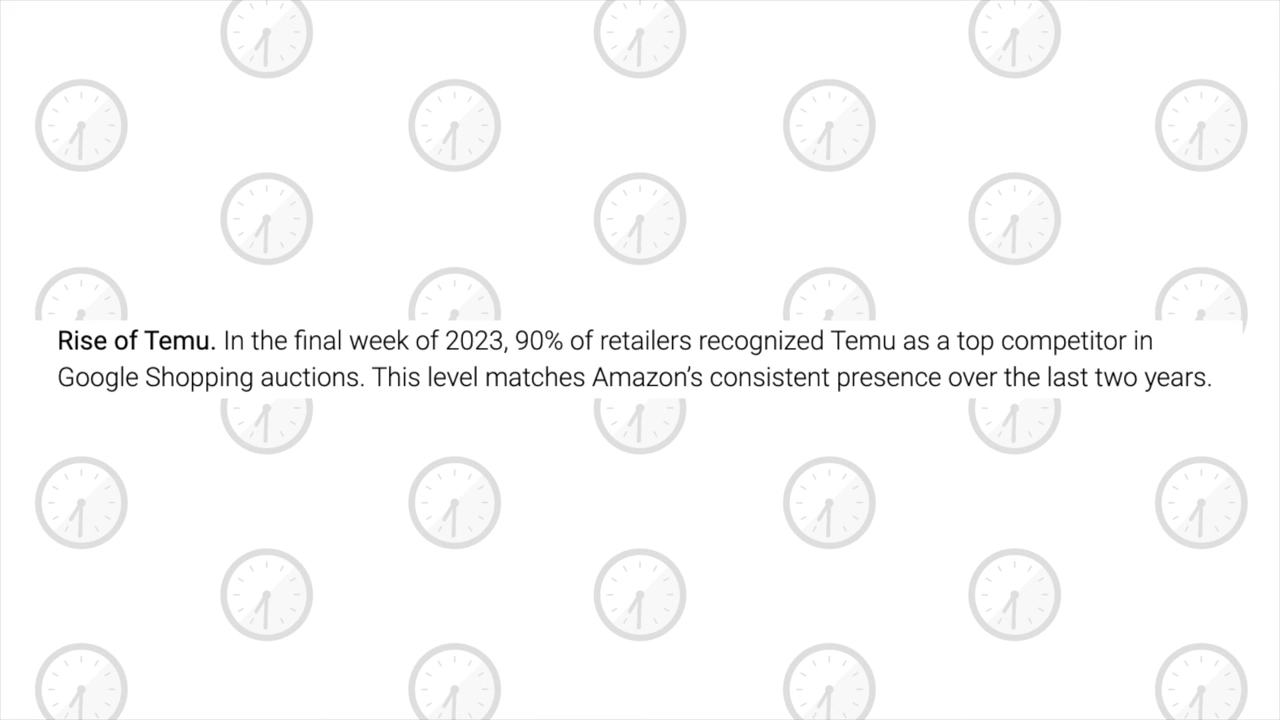 Rise of Temu. In the final week of 2023, 90% of retailers recognized Temu as a top competitor in
Google Shopping auctions. This level matches Amazon’s consistent presence over the last two years.